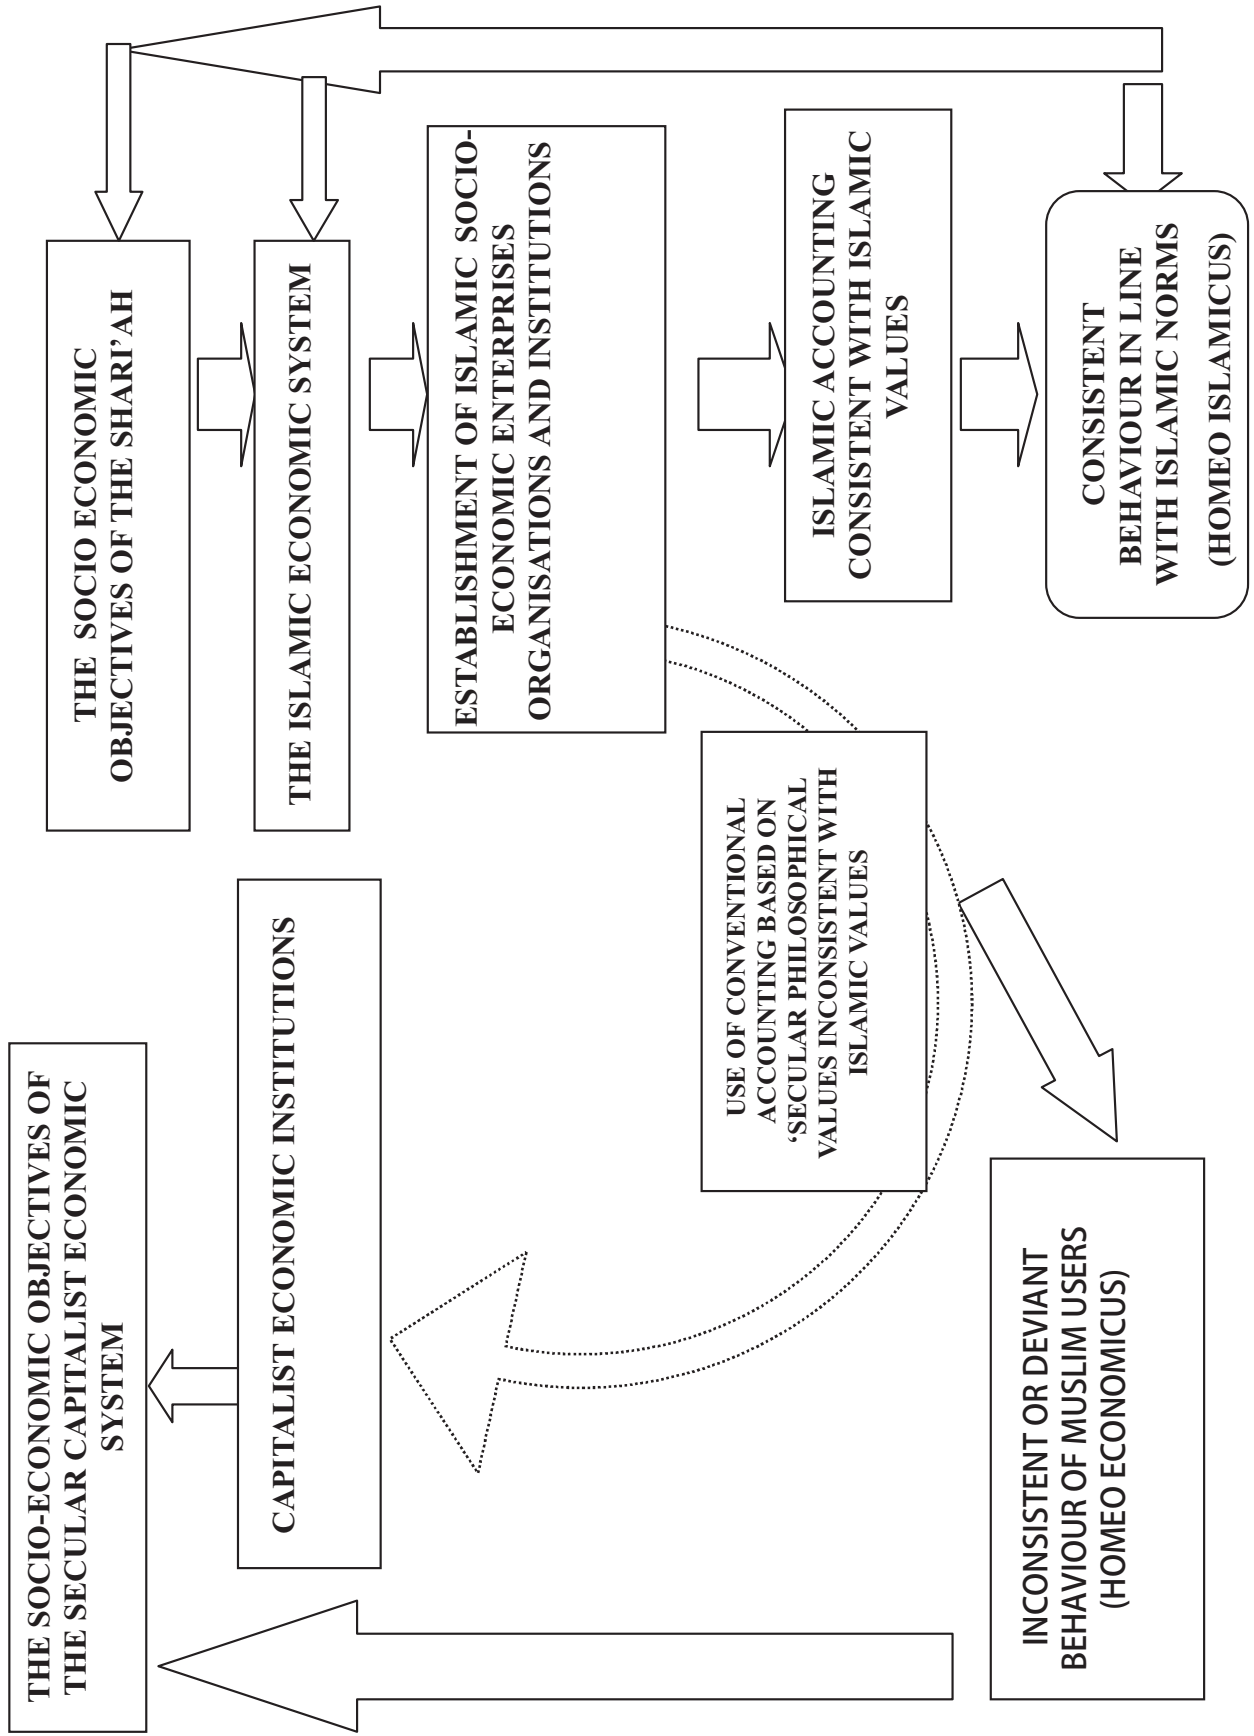 THE SOCIO-ECONOMIC OBJECTIVES OF
THE SECULAR CAPITALIST ECONOMIC
SYSTEM
CAPITALIST ECONOMIC INSTITUTIONS
INCONSISTENT OR DEVIANT
BEHAVIOUR OF MUSLIM USERS
(HOMEO ECONOMICUS)
USE OF CONVENTIONAL
ACCOUNTING BASED ON
‘SECULAR PHILOSOPHICAL
VALUES INCONSISTENT WITH
ISLAMIC VALUES
THE SOCIO ECONOMIC
OBJECTIVES OF THE SHARI’AH
THE ISLAMIC ECONOMIC SYSTEM
ESTABLISHMENT OF ISLAMIC SOCIO-
ECONOMIC ENTERPRISES
ORGANISATIONS AND INSTITUTIONS
ISLAMIC ACCOUNTING
CONSISTENT WITH ISLAMIC
VALUES
CONSISTENT
BEHAVIOUR IN LINE
WITH ISLAMIC NORMS
(HOMEO ISLAMICUS)